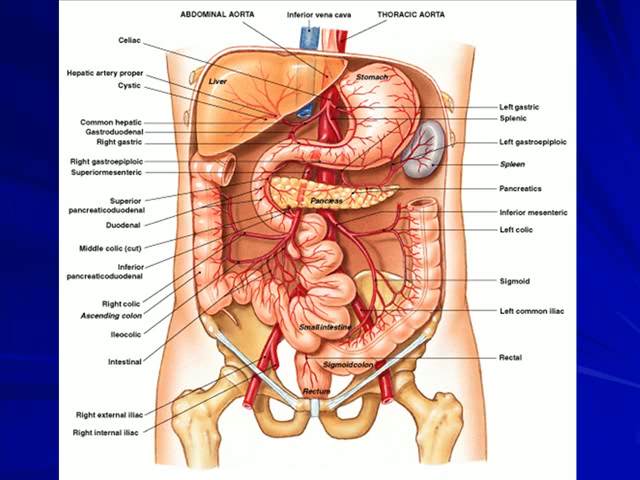 ABDOMINAL AORTA
Inferior vena cava
THORACIC AORTA
Celiac
Hepatic artery proper
Cystic
Common hepatic
Gastroduodenal
Right gastric
Right gastroepiploic
Superiormesenteric
Superior
pancreaticoduodenal
Duodenal
Middle colic (cut)
Inferior
pancreaticoduodenal
Right colic
Ascending colon
Ileocolic
Intestinal
Right external iliac
Right internal iliac
Liver
Stomach
Pancreas
Small intestine
Sigmoid colon
Rectum
Left gastric
Splenic
Left gastroepiploic
Spleen
Pancreatics
Inferior mesenteric
Left colic
Sigmoid
Left common iliac
Rectal